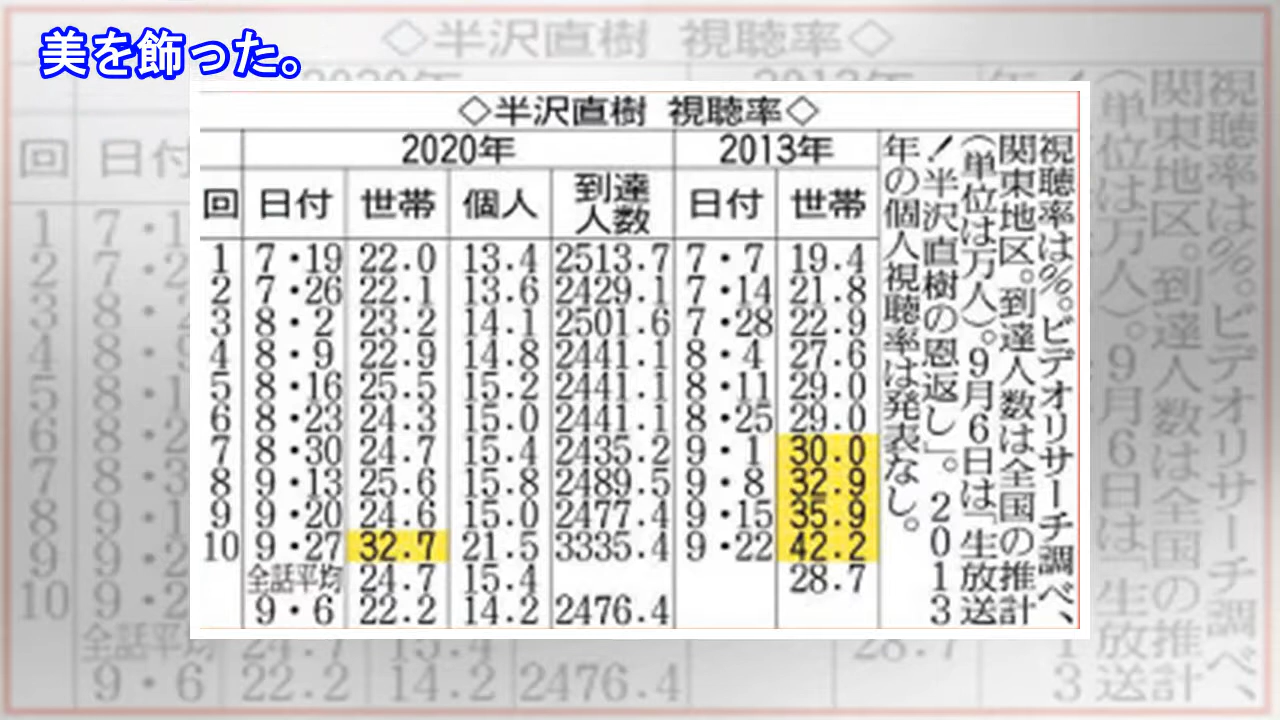 美を飾った。
◇半沢直樹 視聴率◇
2020年 2013年
回 日付 世帯 個人 到達人数 日付 世帯
1 7・19 22.0 13.4 2513.7 7・7 19.4
2 7・26 22.1 13.6 2429.1 7・14 21.8
3 8・2 23.2 14.1 2501.6 7・28 22.9
4 8・9 22.9 14.8 2441.1 8・4 27.6
5 8・16 25.5 15.2 2441.1 8・11 29.0
6 8・23 24.3 15.0 2441.1 8・25 29.0
7 8・30 24.7 15.4 2435.2 9・1 30.0
8 9・13 25.6 15.8 2489.5 9・8 32.9
9 9・20 24.6 15.0 2477.4 9・15 35.9
10 9・27 32.7 21.5 3335.4 9・22 42.2
全話平均 24.7 15.4 28.7
9・6 22.2 14.2 2476.4
視聴率は%。ビデオリサーチ調べ、
関東地区。到達人数は全国の推計
(単位は万人)。9月6日は「生放送
!半沢直樹の恩返し」。2013
年の個人視聴率は発表なし。